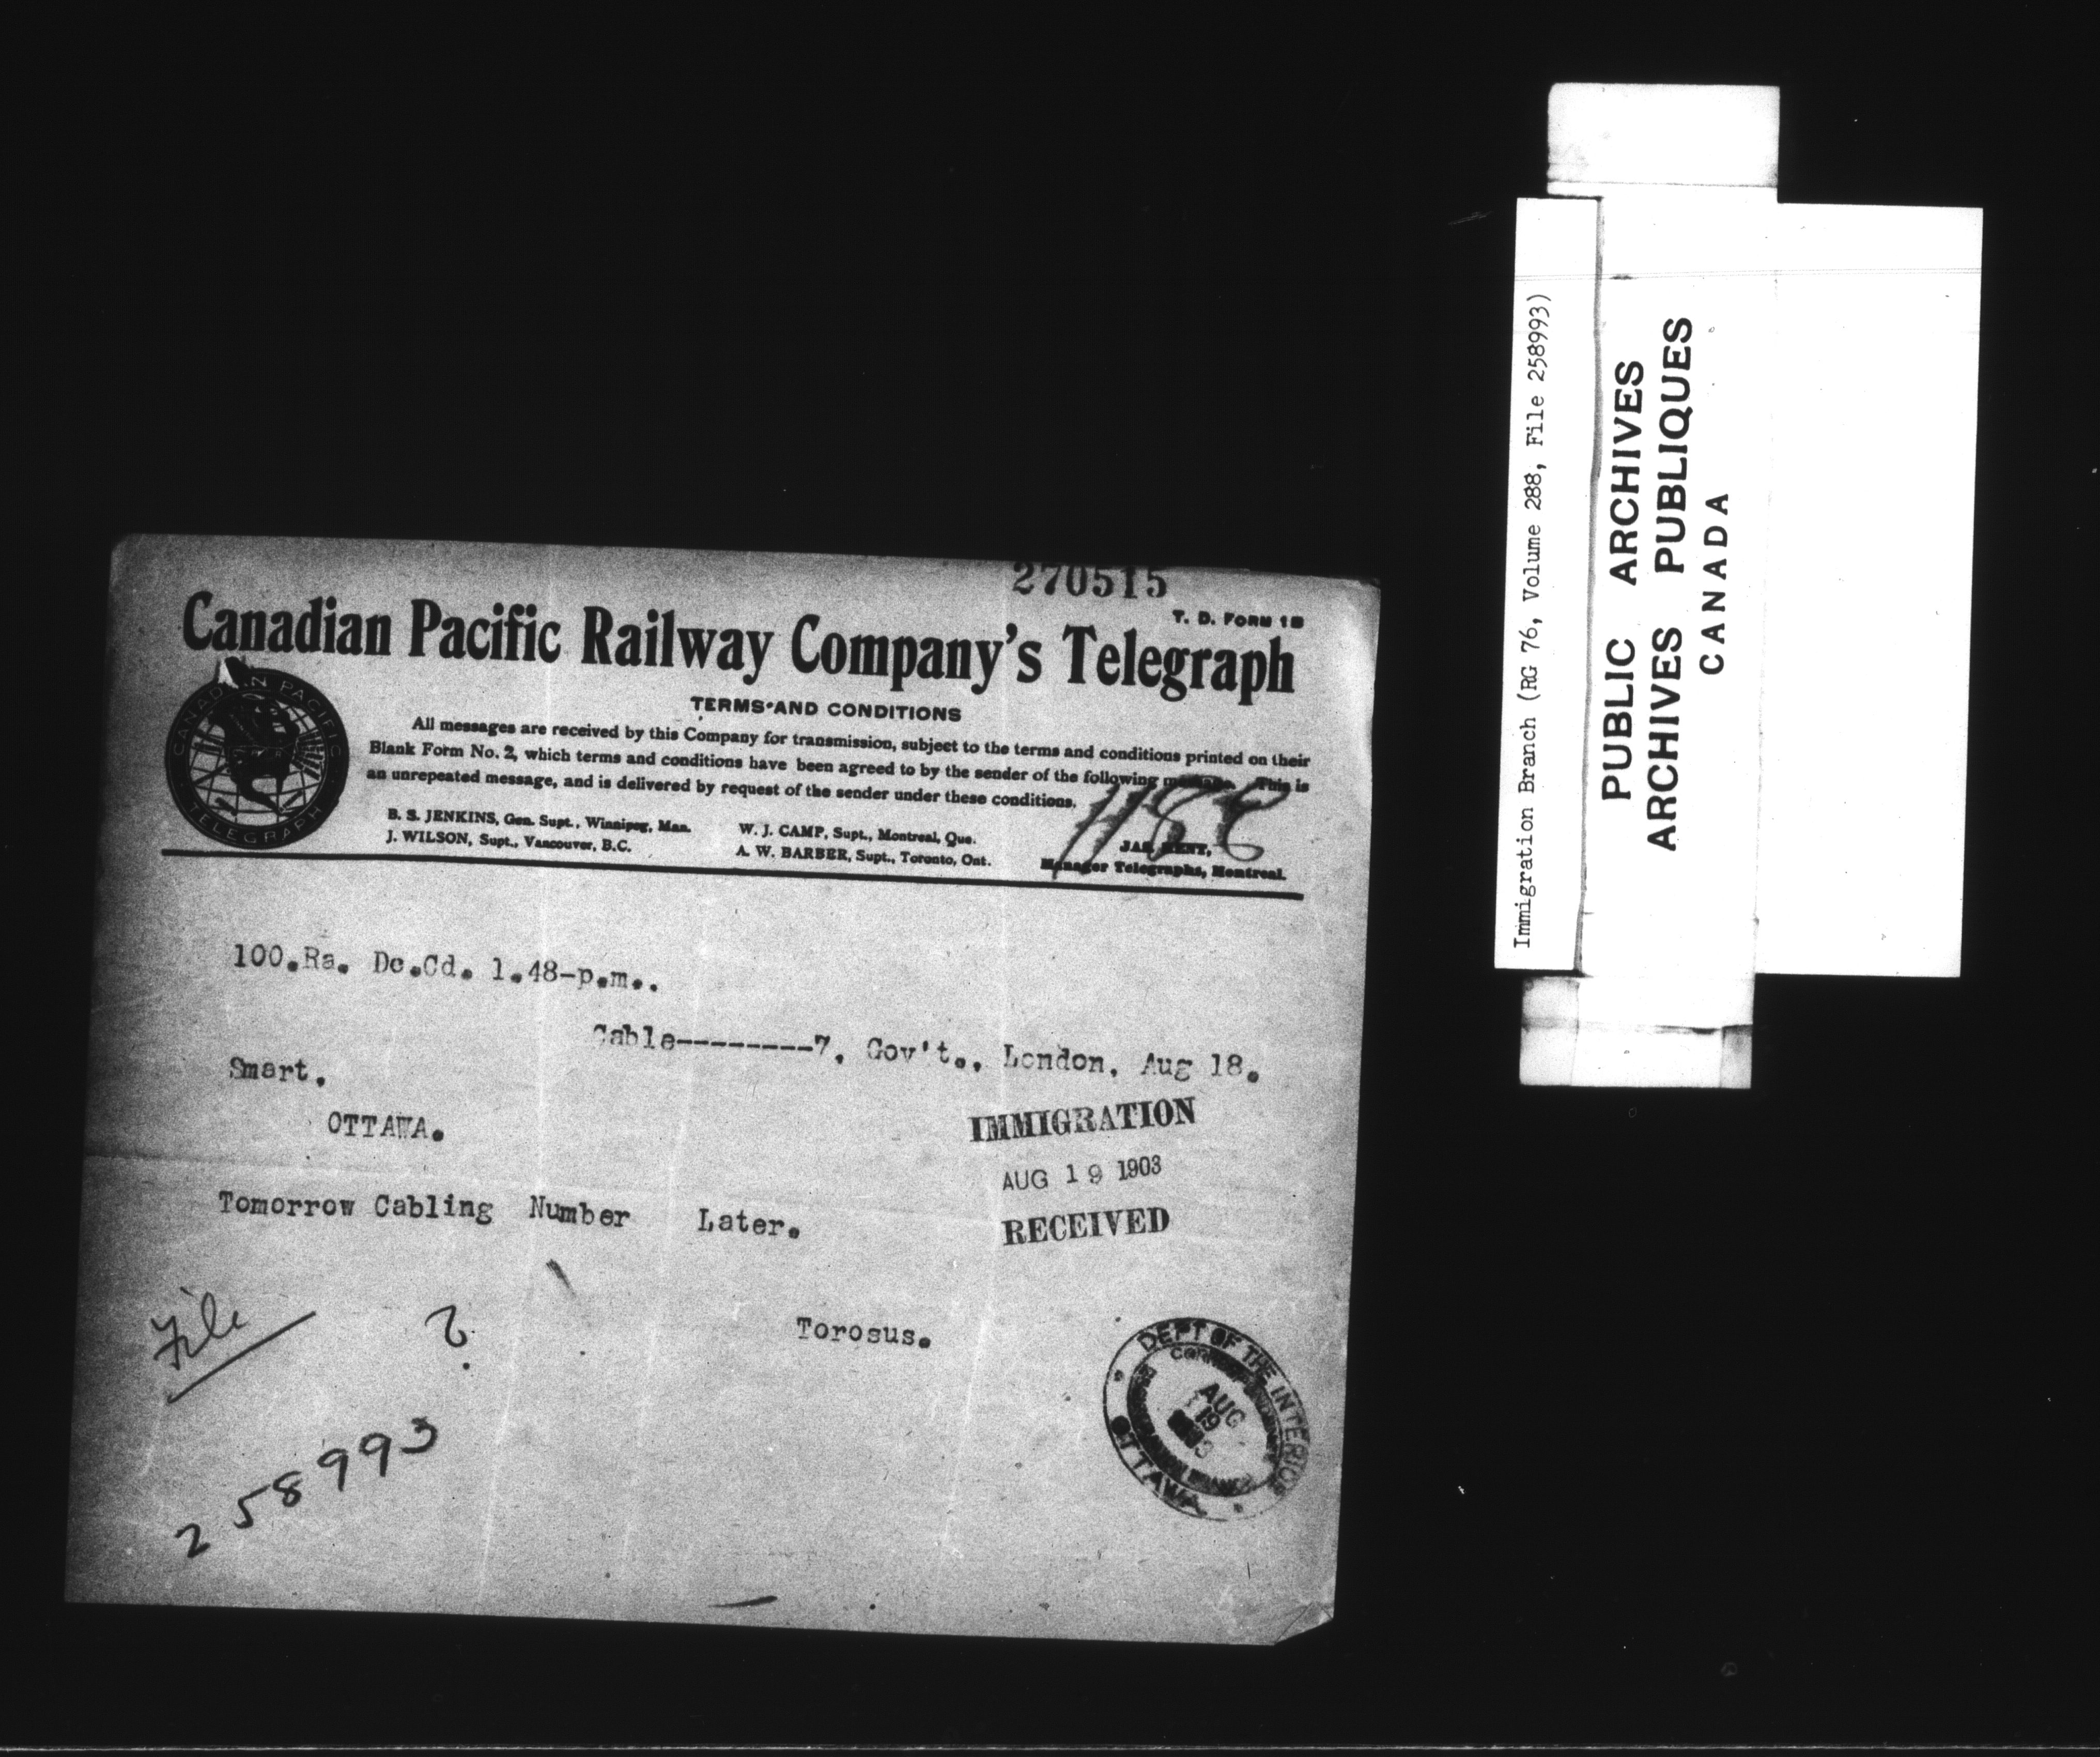 270515
T. D. FORM 1B
Canadian Pacific Railway Company's Telegraph
CANADIAN PACIFIC
TELEGRAPH
TERMS AND CONDITIONS
All messages are received by this Company for transmission, subject to the terms and conditions printed on their
Blank Form No. 2, which terms and conditions have been agreed to by the sender of the following message. This is
an unrepeated message, and is delivered by request of the sender under these conditions.
B. S. JENKINS, Gen. Supt., Winnipeg, Man.
J. WILSON, Supt., Vancouver, B.C.
W. J. CAMP, Supt., Montreal, Que.
A. W. BARBER, Supt., Toronto, Ont.
JAS. KENT,
Manager Telegraphs, Montreal.
100.Ra. Dc.Cd. 1.48-p.m..
Cable--------7, Gov't., London, Aug 18.
Smart,
OTTAWA.
IMMIGRATION
AUG 19 1903
RECEIVED
Tomorrow Cabling Number Later.
Torosus.
File
?
258993
DEPT OF THE INTERIOR
AUG
19
OTTAWA
Immigration Branch (RG 76, Volume 288, File 258993)
PUBLIC ARCHIVES
ARCHIVES PUBLIQUES
CANADA